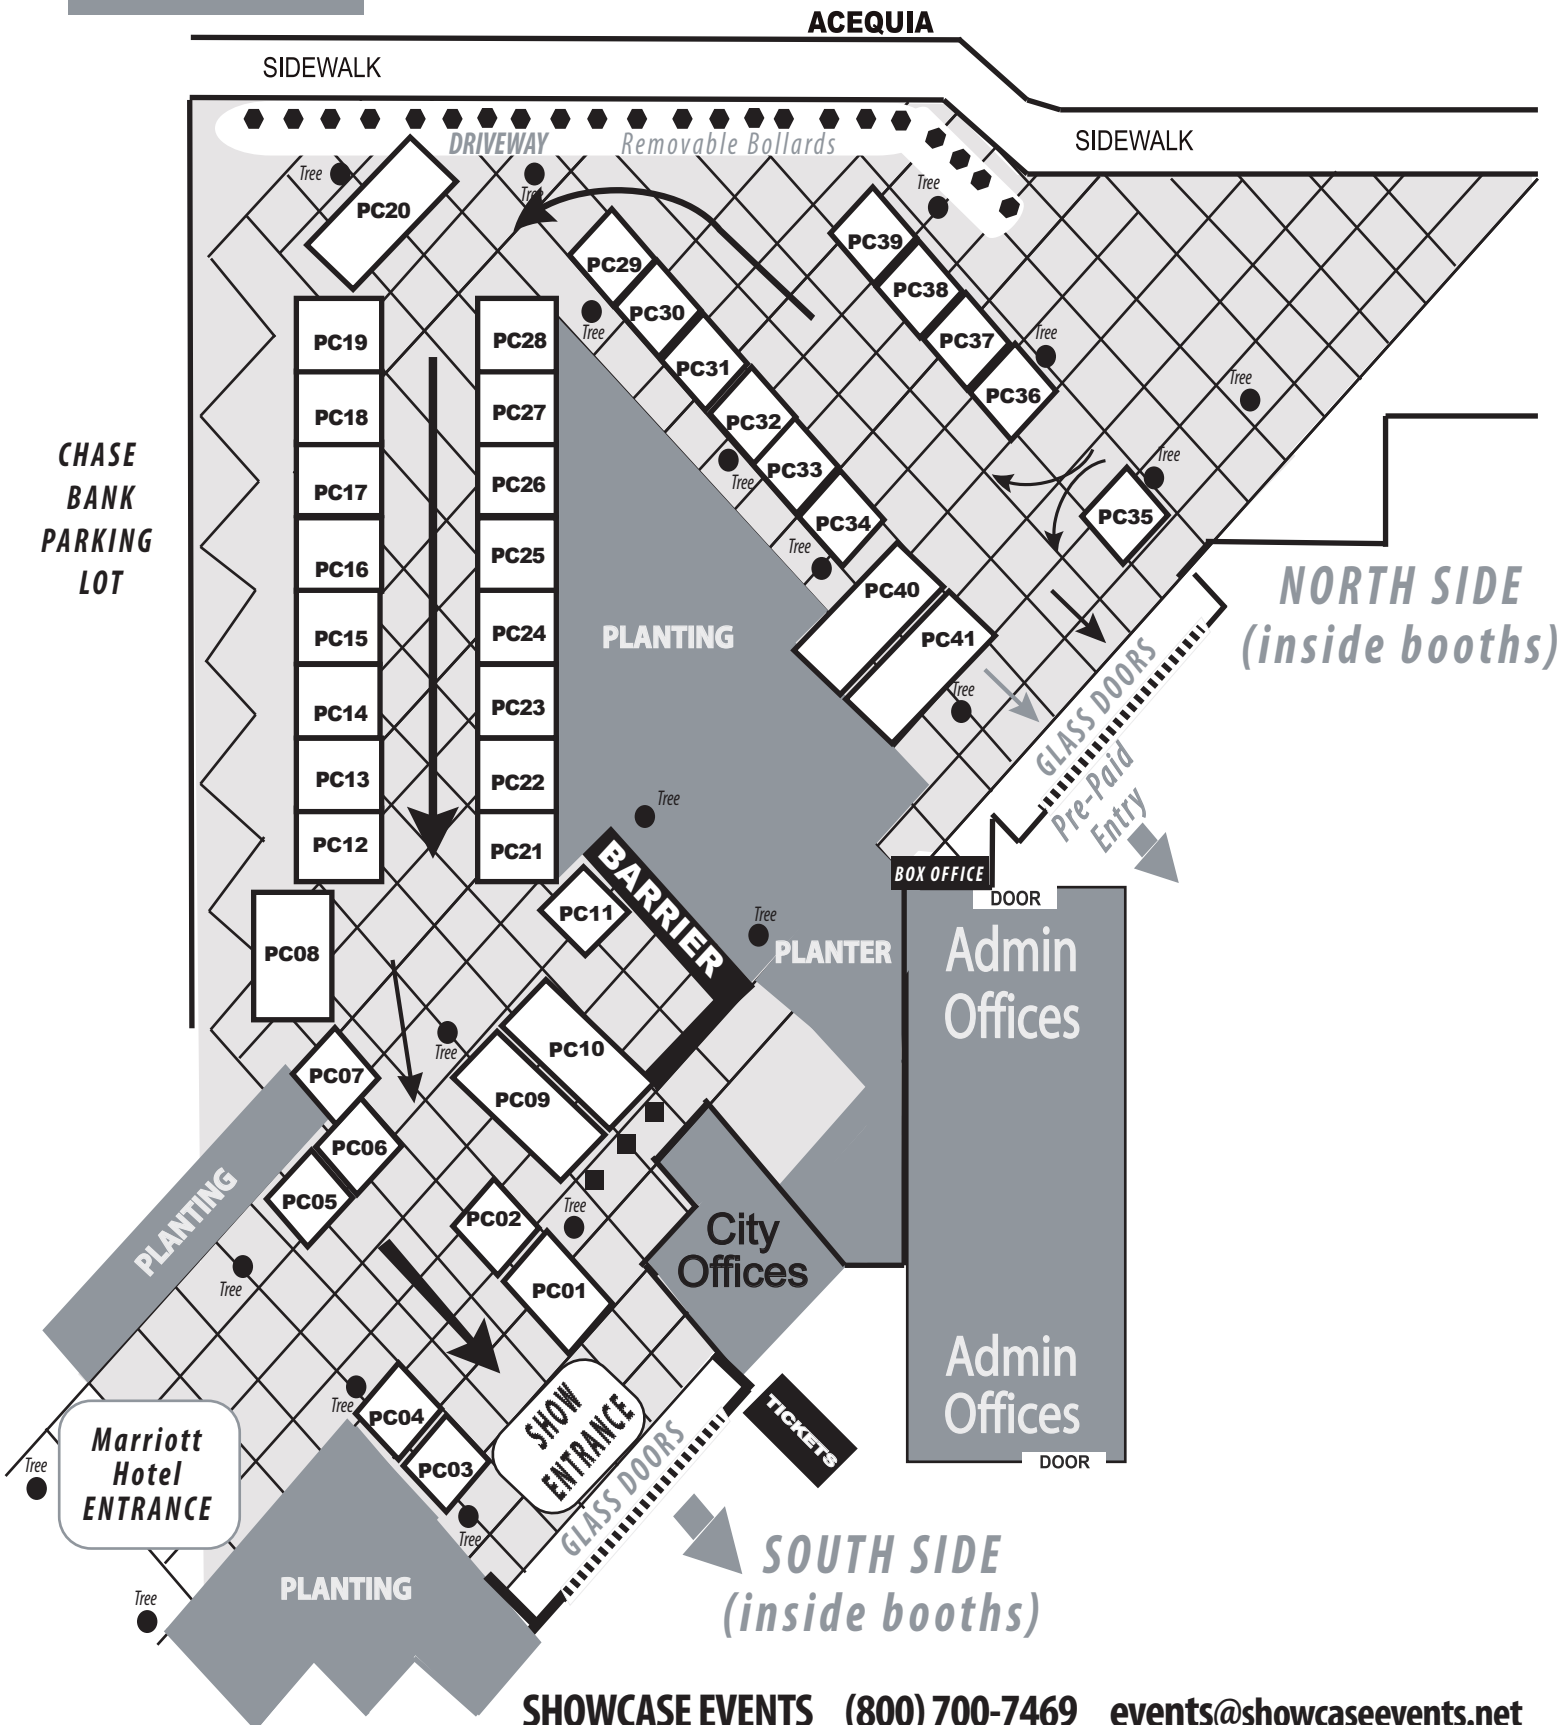 ACEQUIA
SIDEWALK
SIDEWALK
DRIVEWAY
Removable Bollards
Tree
Tree
Tree
PC20
PC39
PC29
PC38
PC30
Tree
PC19
PC28
PC37
Tree
PC31
PC36
Tree
PC18
PC27
PC32
CHASE
BANK
PARKING
LOT
Tree
PC33
Tree
PC17
PC26
PC34
PC35
Tree
PC16
PC25
PC40
NORTH SIDE
(inside booths)
PC15
PC24
PLANTING
PC41
Tree
GLASS DOORS
Pre-Paid
Entry
PC14
PC23
PC13
PC22
Tree
PC12
PC21
BARRIER
BOX OFFICE
DOOR
PC11
Tree
PLANTER
Admin
Offices
PC08
PC10
Tree
PC07
PC09
PC06
PC05
PLANTING
Tree
PC02
Tree
City
Offices
PC01
Admin
Offices
DOOR
Tree
PC04
PC03
SHOW
ENTRANCE
TICKETS
GLASS DOORS
Tree
Marriott
Hotel
ENTRANCE
Tree
Tree
PLANTING
SOUTH SIDE
(inside booths)
SHOWCASE EVENTS (800) 700-7469 events@showcaseevents.net